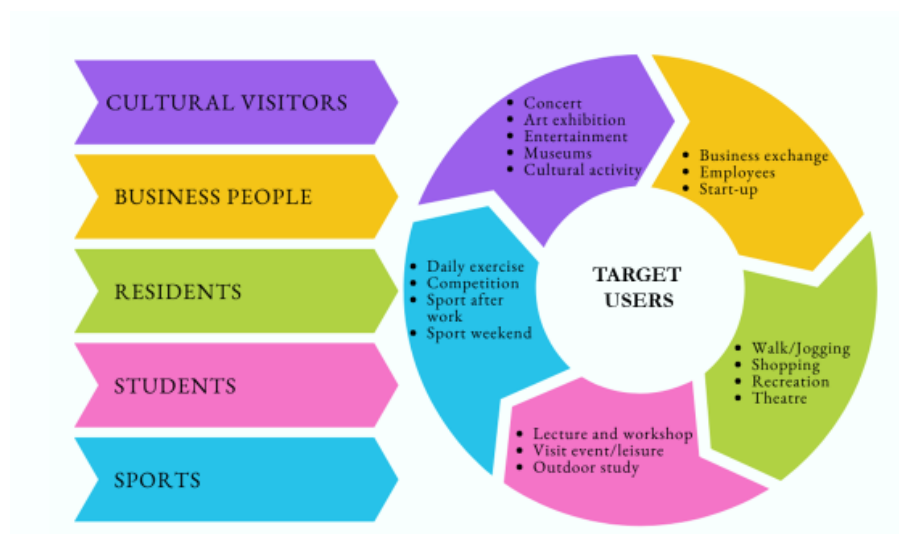 CULTURAL VISITORS
BUSINESS PEOPLE
RESIDENTS
STUDENTS
SPORTS
• Concert
• Art exhibition
• Entertainment
• Museums
• Cultural activity
• Business exchange
• Employees
• Start-up
• Walk/Jogging
• Shopping
• Recreation
• Theatre
• Lecture and workshop
• Visit event/leisure
• Outdoor study
• Daily exercise
• Competition
• Sport after
work
• Sport weekend
TARGET
USERS